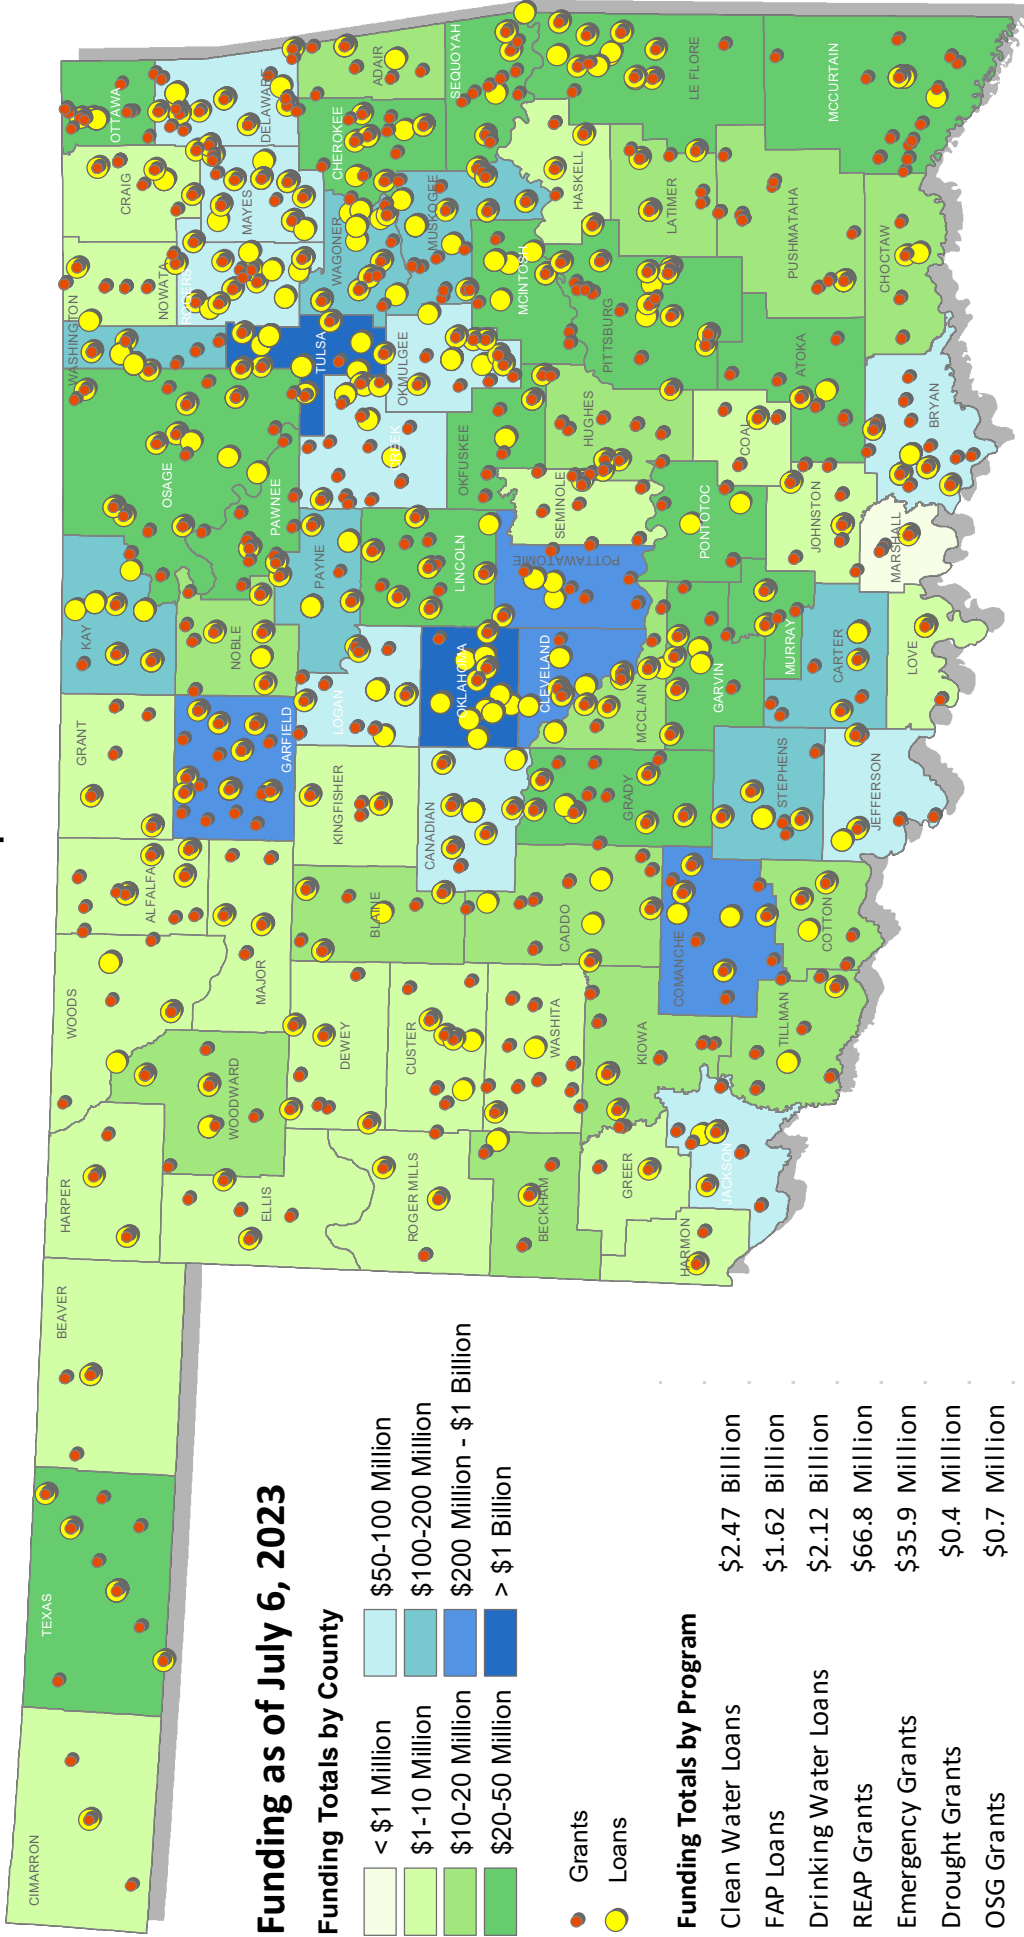 CIMARRON
TEXAS
BEAVER
HARPER
WOODS
ALFALFA
GRANT
KAY
OSAGE
WASHINGTON
NOWATA
CRAIG
OTTAWA
ELLIS
WOODWARD
MAJOR
GARFIELD
NOBLE
PAWNEE
ROGERS
MAYES
DELAWARE
ROGER MILLS
DEWEY
BLAINE
KINGFISHER
LOGAN
PAYNE
CREEK
TULSA
WAGONER
CHEROKEE
ADAIR
CUSTER
CANADIAN
OKLAHOMA
LINCOLN
OKFUSKEE
OKMULGEE
MUSKOGEE
SEQUOYAH
BECKHAM
WASHITA
CADDO
GRADY
CLEVELAND
POTTAWATOMIE
SEMINOLE
HUGHES
MCINTOSH
HASKELL
GREER
KIOWA
MCCLAIN
PITTSBURG
LATIMER
LE FLORE
HARMON
JACKSON
COMANCHE
STEPHENS
GARVIN
PONTOTOC
COAL
ATOKA
PUSHMATAHA
MCCURTAIN
TILLMAN
COTTON
JEFFERSON
CARTER
MURRAY
JOHNSTON
LOVE
MARSHALL
BRYAN
CHOCTAW
Funding as of July 6, 2023
Funding Totals by County
< $1 Million
$1-10 Million
$10-20 Million
$20-50 Million
$50-100 Million
$100-200 Million
$200 Million - $1 Billion
> $1 Billion
Grants
Loans
Funding Totals by Program
Clean Water Loans $2.47 Billion
FAP Loans $1.62 Billion
Drinking Water Loans $2.12 Billion
REAP Grants $66.8 Million
Emergency Grants $35.9 Million
Drought Grants $0.4 Million
OSG Grants $0.7 Million